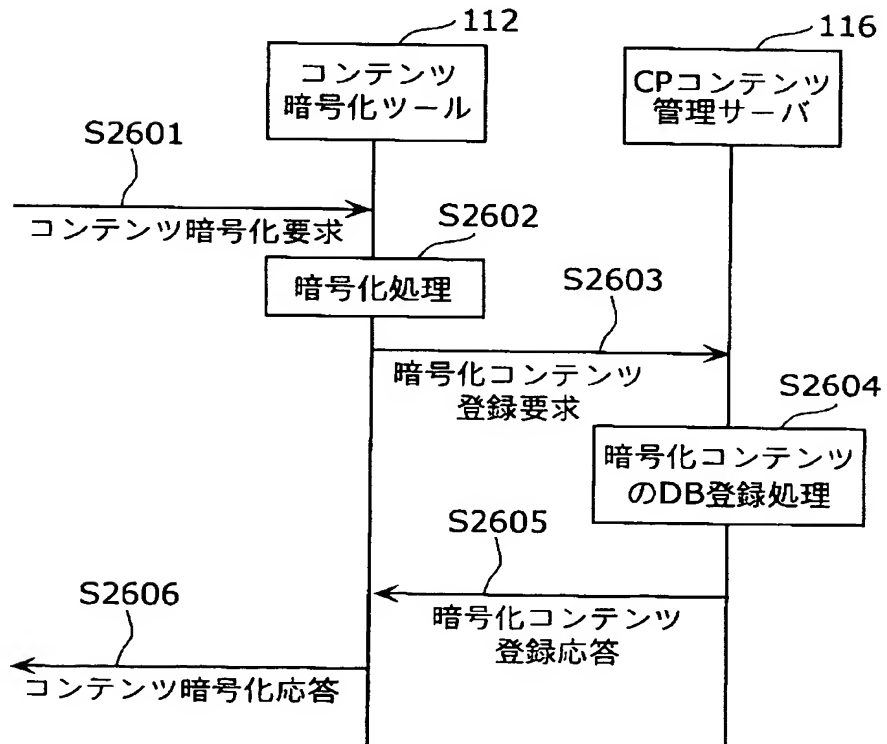 112
116
コンテンツ
暗号化ツール
CPコンテンツ
管理サーバ
S2601
コンテンツ暗号化要求
S2602
暗号化処理
S2603
暗号化コンテンツ
登録要求
S2604
暗号化コンテンツ
のDB登録処理
S2605
暗号化コンテンツ
登録応答
S2606
コンテンツ暗号化応答